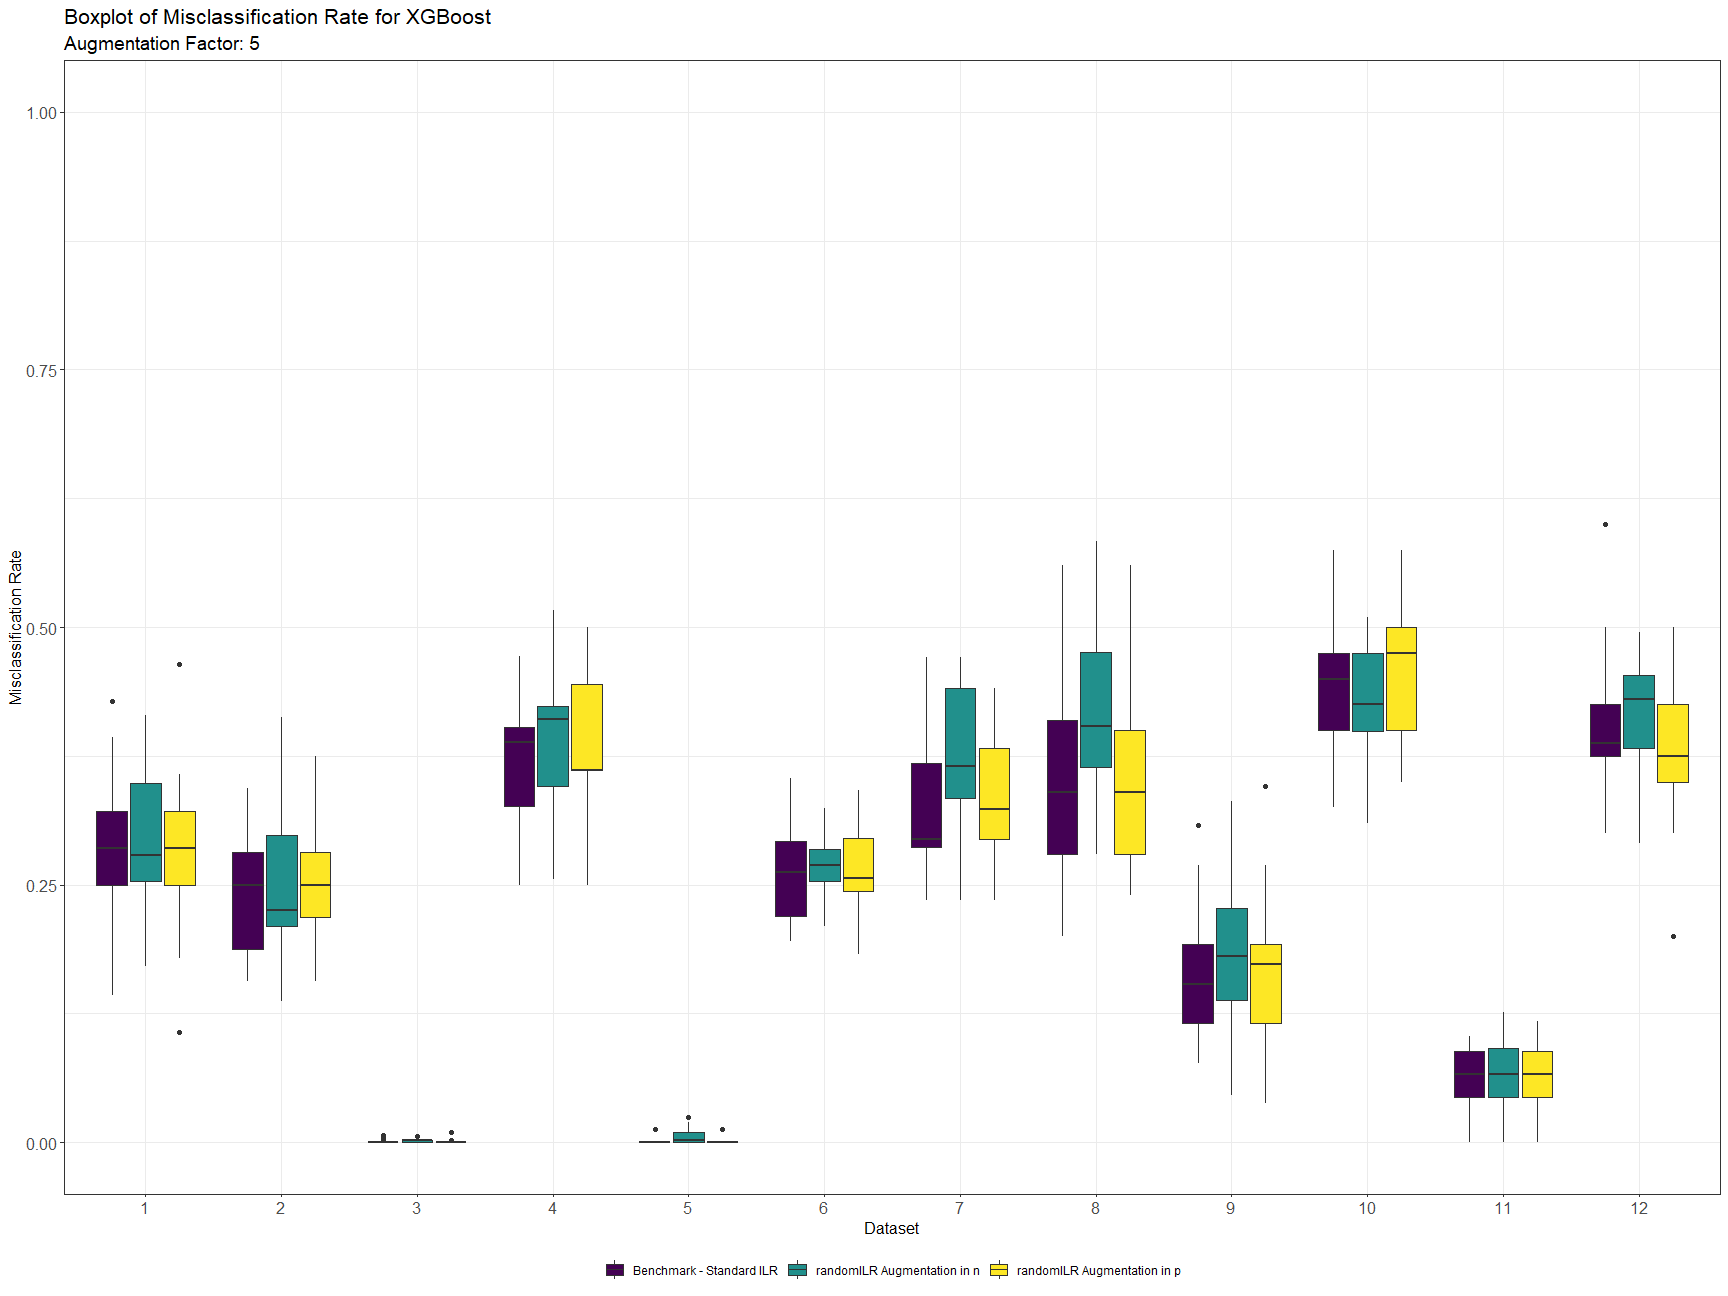 Boxplot of Misclassification Rate for XGBoost
Augmentation Factor: 5
1.00
0.75
0.50
0.25
0.00
Misclassification Rate
1 2 3 4 5 6 7 8 9 10 11 12
Dataset
Benchmark - Standard ILR randomILR Augmentation in n randomILR Augmentation in p